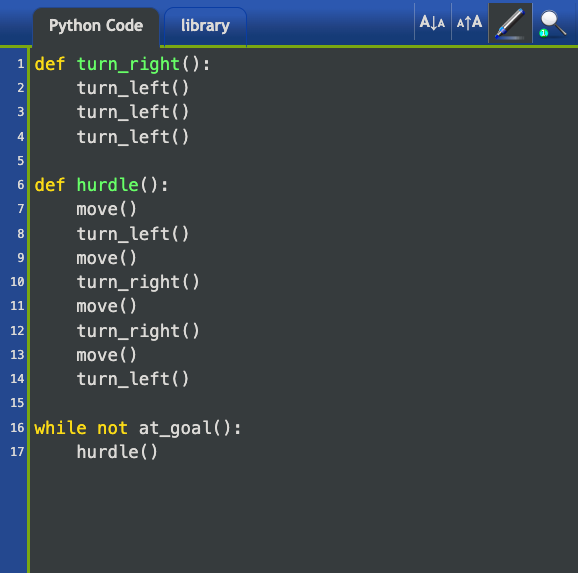 Python Code
library
A↓A
A↑A
1 def turn_right():
2     turn_left()
3     turn_left()
4     turn_left()
5
6 def hurdle():
7     move()
8     turn_left()
9     move()
10     turn_right()
11     move()
12     turn_right()
13     move()
14     turn_left()
15
16 while not at_goal():
17     hurdle()